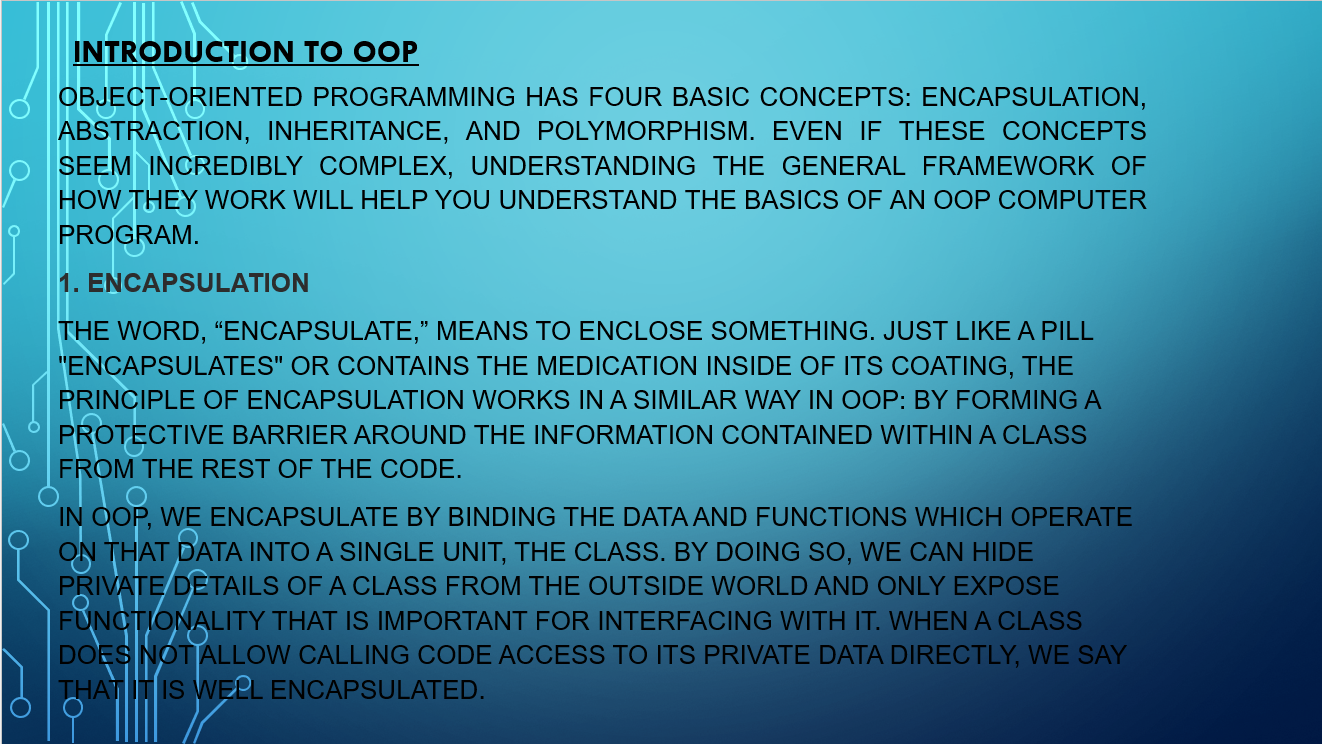 INTRODUCTION TO OOP
OBJECT-ORIENTED PROGRAMMING HAS FOUR BASIC CONCEPTS: ENCAPSULATION,
ABSTRACTION, INHERITANCE, AND POLYMORPHISM. EVEN IF THESE CONCEPTS
SEEM INCREDIBLY COMPLEX, UNDERSTANDING THE GENERAL FRAMEWORK OF
HOW THEY WORK WILL HELP YOU UNDERSTAND THE BASICS OF AN OOP COMPUTER
PROGRAM.
1. ENCAPSULATION
THE WORD, “ENCAPSULATE,” MEANS TO ENCLOSE SOMETHING. JUST LIKE A PILL
"ENCAPSULATES" OR CONTAINS THE MEDICATION INSIDE OF ITS COATING, THE
PRINCIPLE OF ENCAPSULATION WORKS IN A SIMILAR WAY IN OOP: BY FORMING A
PROTECTIVE BARRIER AROUND THE INFORMATION CONTAINED WITHIN A CLASS
FROM THE REST OF THE CODE.
IN OOP, WE ENCAPSULATE BY BINDING THE DATA AND FUNCTIONS WHICH OPERATE
ON THAT DATA INTO A SINGLE UNIT, THE CLASS. BY DOING SO, WE CAN HIDE
PRIVATE DETAILS OF A CLASS FROM THE OUTSIDE WORLD AND ONLY EXPOSE
FUNCTIONALITY THAT IS IMPORTANT FOR INTERFACING WITH IT. WHEN A CLASS
DOES NOT ALLOW CALLING CODE ACCESS TO ITS PRIVATE DATA DIRECTLY, WE SAY
THAT IT IS WELL ENCAPSULATED.